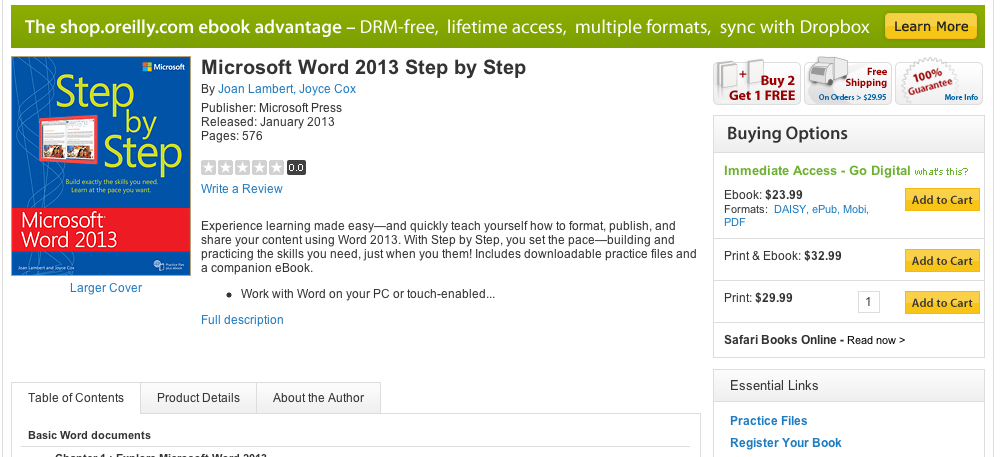 The shop.oreilly.com ebook advantage – DRM-free, lifetime access, multiple formats, sync with Dropbox
Learn More
Microsoft
Step
by
Step
Build exactly the skills you need.
Learn at the pace you want.
Microsoft
Word 2013
Joan Lambert and Joyce Cox
Practice files
plus ebook
Larger Cover
Microsoft Word 2013 Step by Step
By Joan Lambert, Joyce Cox
Publisher: Microsoft Press
Released: January 2013
Pages: 576
0.0
Write a Review
Experience learning made easy—and quickly teach yourself how to format, publish, and
share your content using Word 2013. With Step by Step, you set the pace—building and
practicing the skills you need, just when you them! Includes downloadable practice files and
a companion eBook.
• Work with Word on your PC or touch-enabled...
Full description
Buy 2
Get 1 FREE
Free
Shipping
On Orders > $29.95
100%
Guarantee
More Info
Buying Options
Immediate Access - Go Digital what's this?
Ebook: $23.99
Formats: DAISY, ePub, Mobi,
PDF
Add to Cart
Print & Ebook: $32.99
Add to Cart
Print: $29.99
1
Add to Cart
Safari Books Online - Read now >
Essential Links
Practice Files
Register Your Book
Table of Contents
Product Details
About the Author
Basic Word documents
Chapter 1 : Explore Microsoft Word 2013